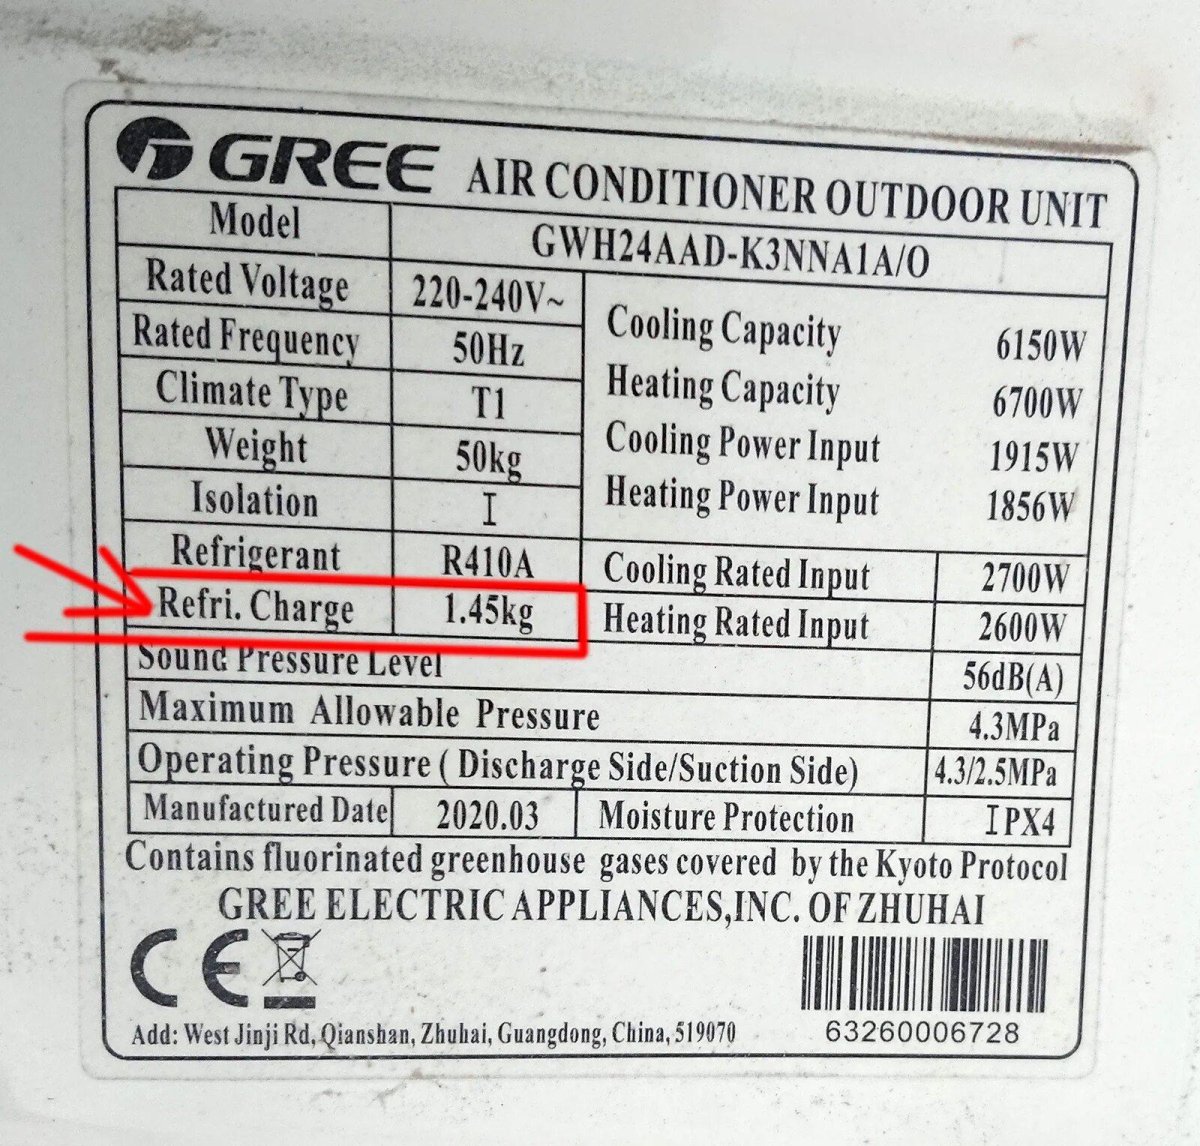 GREE AIR CONDITIONER OUTDOOR UNIT
Model GWH24AAD-K3NNA1A/O
Rated Voltage 220-240V~
Rated Frequency 50Hz
Climate Type T1
Weight 50kg
Isolation I
Refrigerant R410A
Refri. Charge 1.45kg
Cooling Capacity 6150W
Heating Capacity 6700W
Cooling Power Input 1915W
Heating Power Input 1856W
Cooling Rated Input 2700W
Heating Rated Input 2600W
Sound Pressure Level 56dB(A)
Maximum Allowable Pressure 4.3MPa
Operating Pressure ( Discharge Side/Suction Side) 4.3/2.5MPa
Manufactured Date 2020.03 Moisture Protection IPX4
Contains fluorinated greenhouse gases covered by the Kyoto Protocol
GREE ELECTRIC APPLIANCES,INC. OF ZHUHAI
CE
63260006728
Add: West Jinji Rd, Qianshan, Zhuhai, Guangdong, China, 519070